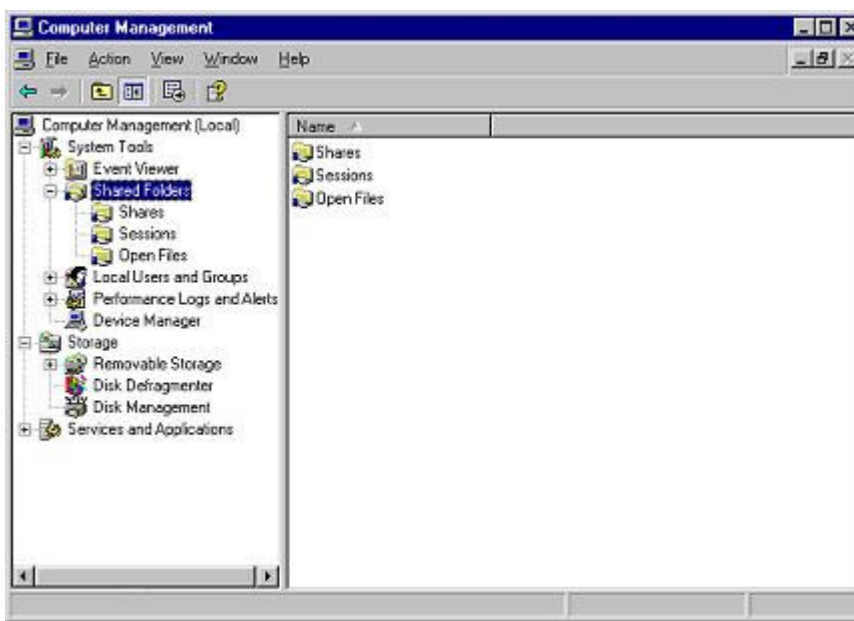 Computer Management
File Action View Window Help
Computer Management (Local)
System Tools
Event Viewer
Shared Folders
Shares
Sessions
Open Files
Local Users and Groups
Performance Logs and Alerts
Device Manager
Storage
Removable Storage
Disk Defragmenter
Disk Management
Services and Applications
Name
Shares
Sessions
Open Files